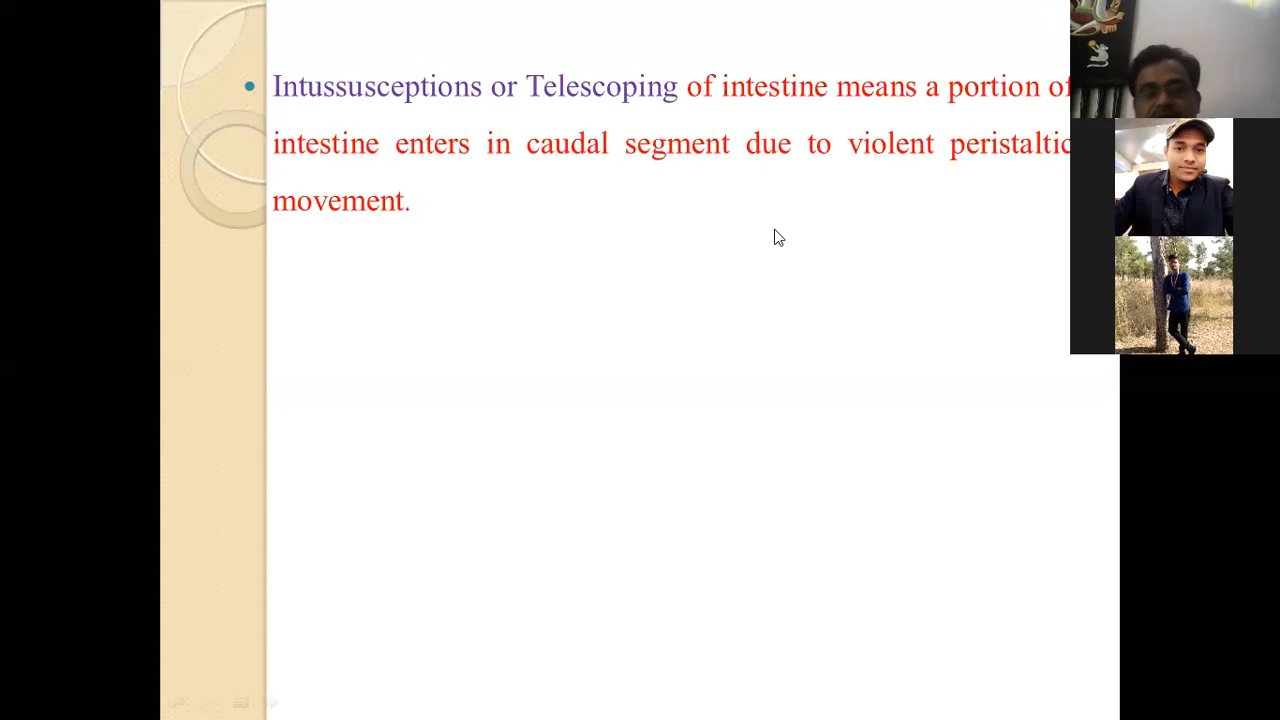 Intussusceptions or Telescoping of intestine means a portion of
intestine enters in caudal segment due to violent peristaltic
movement.